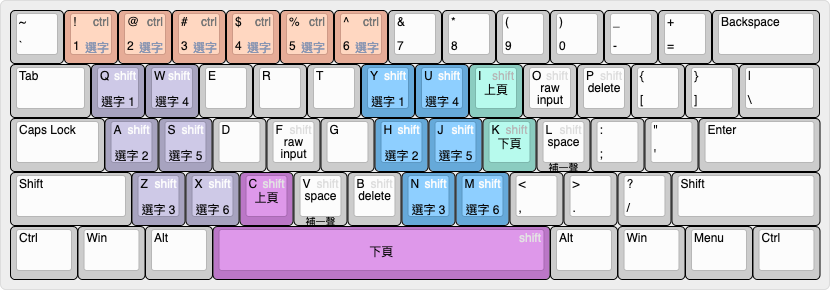 ~ ! ctrl @ ctrl # ctrl $ ctrl % ctrl ^ ctrl & * ( ) _ + Backspace
` 1 選字 2 選字 3 選字 4 選字 5 選字 6 選字 7 8 9 0 - =
Tab Q shift W shift E R T Y shift U shift I shift O shift P shift { } |
上頁 raw input delete
選字 1 選字 4 選字 1 選字 4 [ ] \
Caps Lock A shift S shift D F shift G H shift J shift K shift L shift : " Enter
raw input 下頁 space
選字 2 選字 5 選字 2 選字 5 補一聲 ; '
Shift Z shift X shift C shift V shift B shift N shift M shift < > ? Shift
上頁 space delete
選字 3 選字 6 補一聲 選字 3 選字 6 , . /
Ctrl Win Alt shift Alt Win Menu Ctrl
下頁